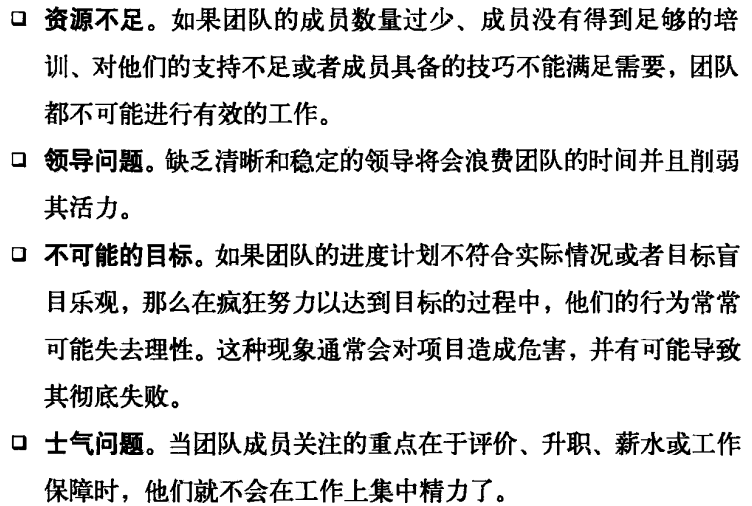 ❑ 资源不足。如果团队的成员数量过少、成员没有得到足够的培
训、对他们的支持不足或者成员具备的技巧不能满足需要，团队
都不可能进行有效的工作。
❑ 领导问题。缺乏清晰和稳定的领导将会浪费团队的时间并且削弱
其活力。
❑ 不可能的目标。如果团队的进度计划不符合实际情况或者目标盲
目乐观，那么在疯狂努力以达到目标的过程中，他们的行为常常
可能失去理性。这种现象通常会对项目造成危害，并有可能导致
其彻底失败。
❑ 士气问题。当团队成员关注的重点在于评价、升职、薪水或工作
保障时，他们就不会在工作上集中精力了。